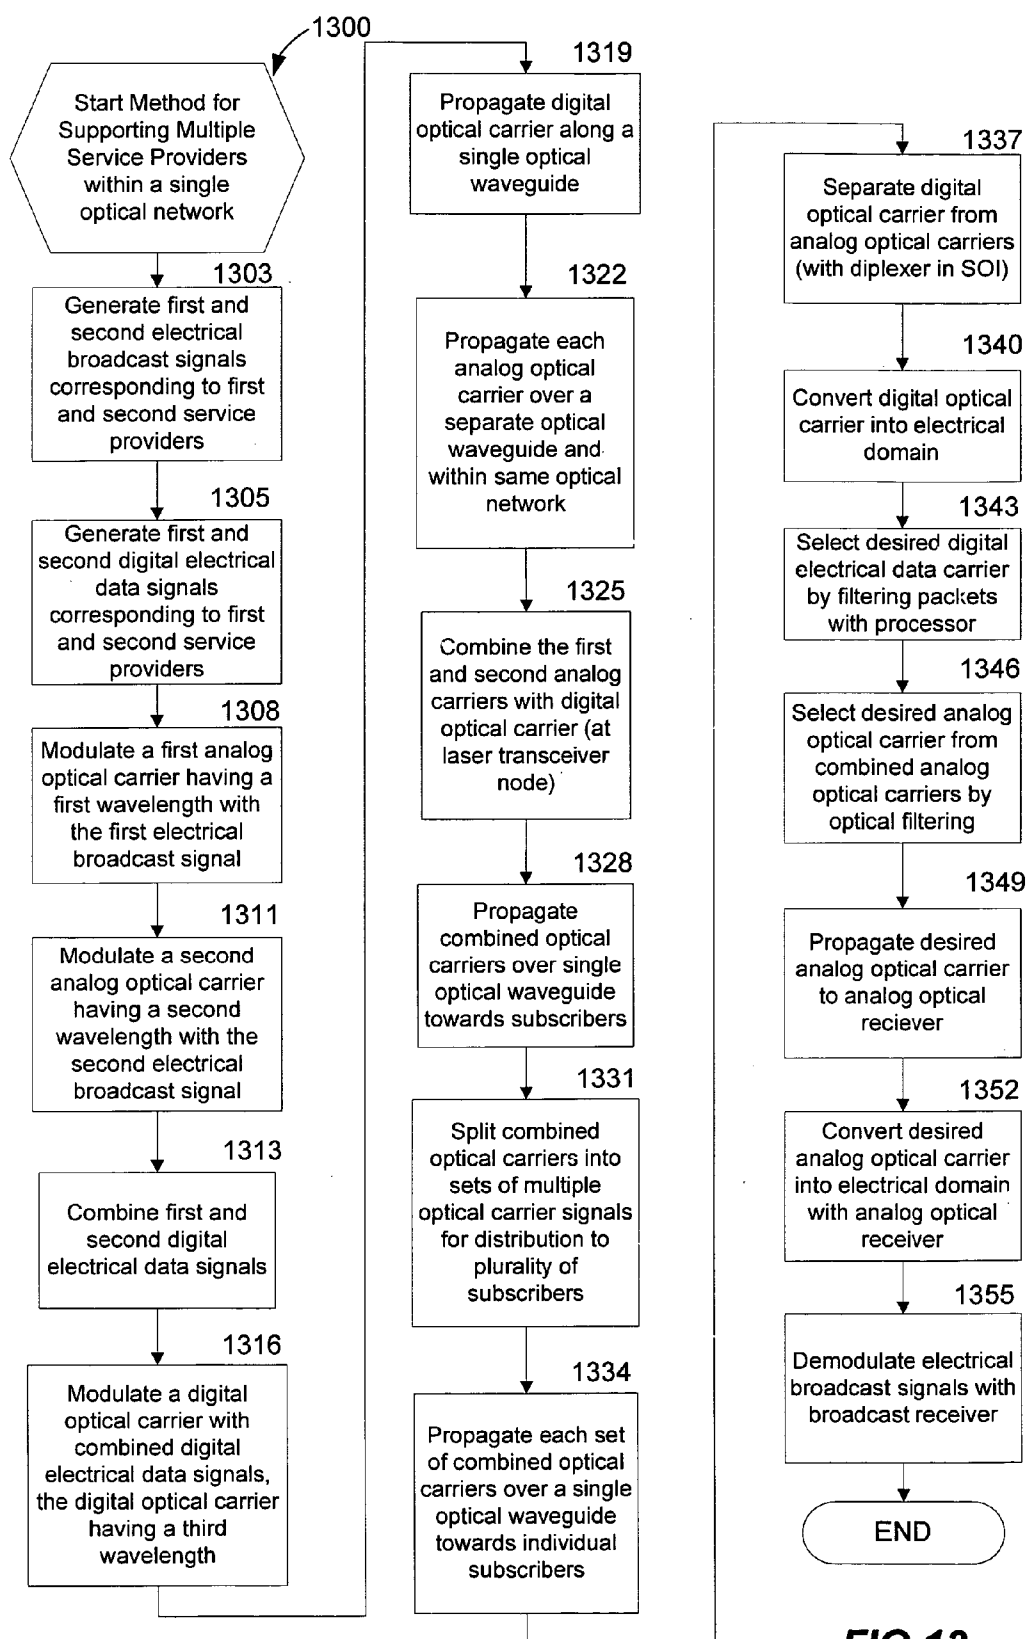 1300
Start Method for
Supporting Multiple
Service Providers
within a single
optical network
1303
Generate first and
second electrical
broadcast signals
corresponding to first
and second service
providers
1305
Generate first and
second digital electrical
data signals
corresponding to first
and second service
providers
1308
Modulate a first analog
optical carrier having a
first wavelength with
the first electrical
broadcast signal
1311
Modulate a second
analog optical carrier
having a second
wavelength with the
second electrical
broadcast signal
1313
Combine first and
second digital
electrical data signals
1316
Modulate a digital
optical carrier with
combined digital
electrical data signals,
the digital optical carrier
having a third
wavelength
1319
Propagate digital
optical carrier along a
single optical
waveguide
1322
Propagate each
analog optical
carrier over a
separate optical
waveguide and
within same optical
network
1325
Combine the first
and second analog
carriers with digital
optical carrier (at
laser transceiver
node)
1328
Propagate
combined optical
carriers over single
optical waveguide
towards subscribers
1331
Split combined
optical carriers into
sets of multiple
optical carrier signals
for distribution to
plurality of
subscribers
1334
Propagate each set
of combined optical
carriers over a single
optical waveguide
towards individual
subscribers
1337
Separate digital
optical carrier from
analog optical carriers
(with diplexer in SOI)
1340
Convert digital optical
carrier into electrical
domain
1343
Select desired digital
electrical data carrier
by filtering packets
with processor
1346
Select desired analog
optical carrier from
combined analog
optical carriers by
optical filtering
1349
Propagate desired
analog optical carrier
to analog optical
reciever
1352
Convert desired
analog optical carrier
into electrical domain
with analog optical
receiver
1355
Demodulate electrical
broadcast signals with
broadcast receiver
END